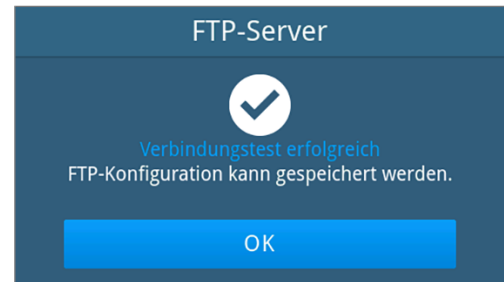 FTP-Server
Verbindungstest erfolgreich
FTP-Konfiguration kann gespeichert werden.
OK